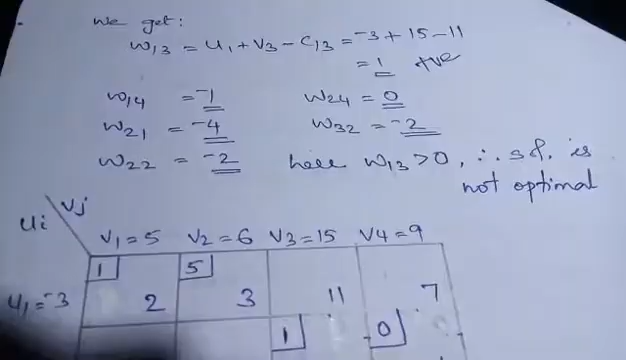 We get:
W13 = U1 + V3 - C13 = -3 + 15 - 11
= 1 +ve
W14 = -1 W24 = 0
W21 = -4 W32 = -2
W22 = -2 here W13 > 0, ∴ sol. is
not optimal
Ui Vj V1 = 5 V2 = 6 V3 = 15 V4 = 9
1 5
U1 = -3 2 3 11 7
1 0